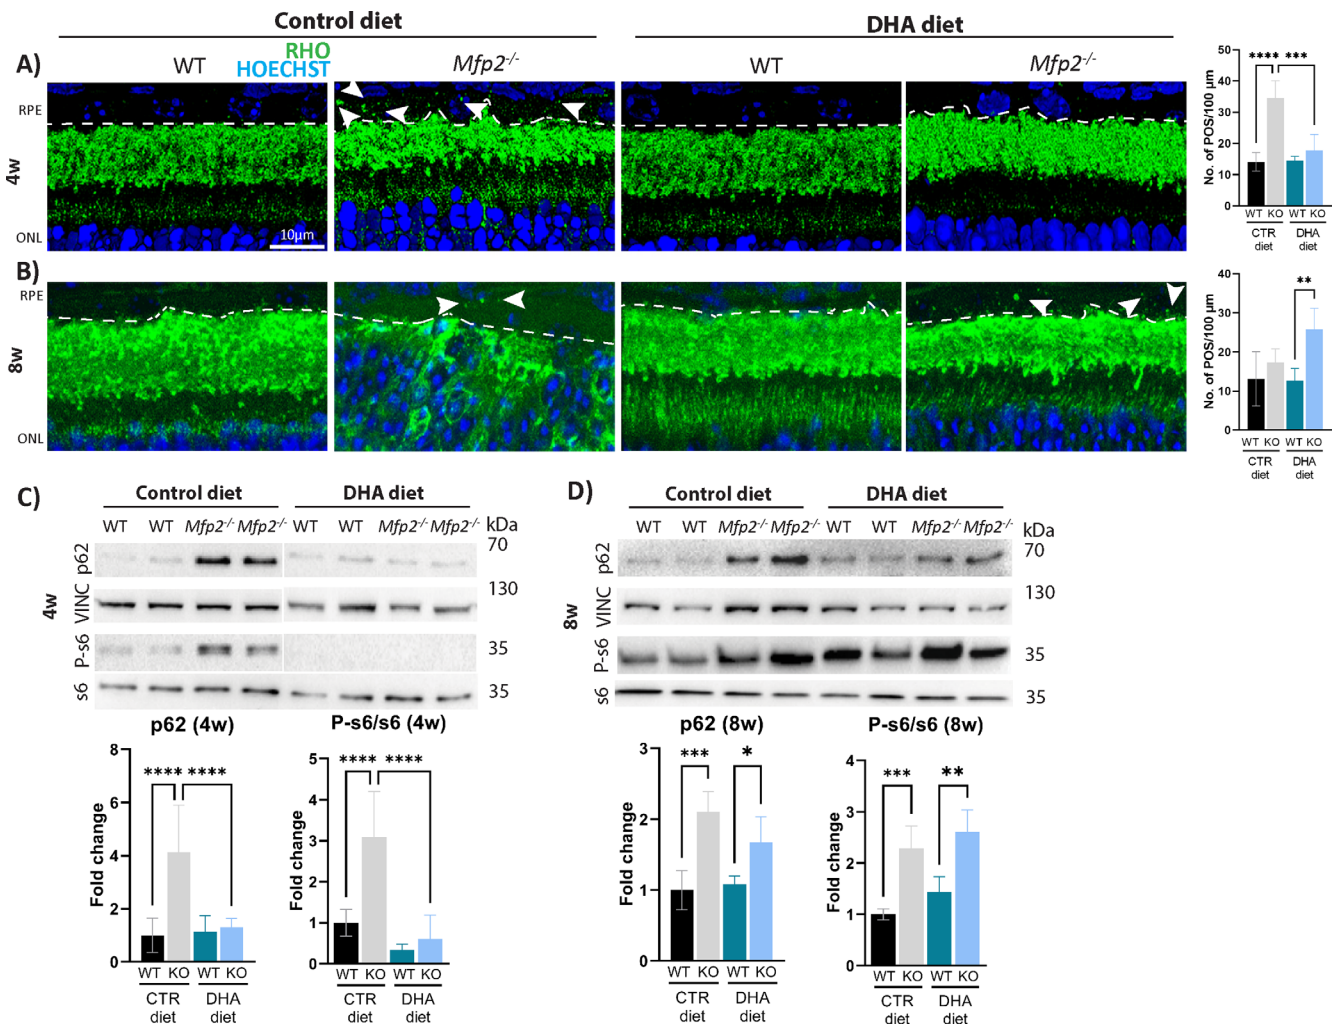 Control diet
DHA diet
RHO
HOECHST
WT
Mfp2-/-
WT
Mfp2-/-
A)
4w
RPE
ONL
10µm
No. of POS/100 µm
50
40
30
20
10
0
**** ***
WT KO WT KO
CTR diet
DHA diet
B)
8w
RPE
ONL
No. of POS/100 µm
40
30
20
10
0
**
WT KO WT KO
CTR diet
DHA diet
C)
Control diet
DHA diet
WT WT Mfp2-/- Mfp2-/- WT WT Mfp2-/- Mfp2-/- kDa
4w
p62 70
VINC 130
P-s6 35
s6 35
p62 (4w)
Fold change
8
6
4
2
0
**** ****
WT KO WT KO
CTR diet
DHA diet
P-s6/s6 (4w)
Fold change
5
4
3
2
1
0
**** ****
WT KO WT KO
CTR diet
DHA diet
D)
Control diet
DHA diet
WT WT Mfp2-/- Mfp2-/- WT WT Mfp2-/- Mfp2-/- kDa
8w
p62 70
VINC 130
P-s6 35
s6 35
p62 (8w)
Fold change
3
2
1
0
*** *
WT KO WT KO
CTR diet
DHA diet
P-s6/s6 (8w)
Fold change
4
3
2
1
0
*** **
WT KO WT KO
CTR diet
DHA diet